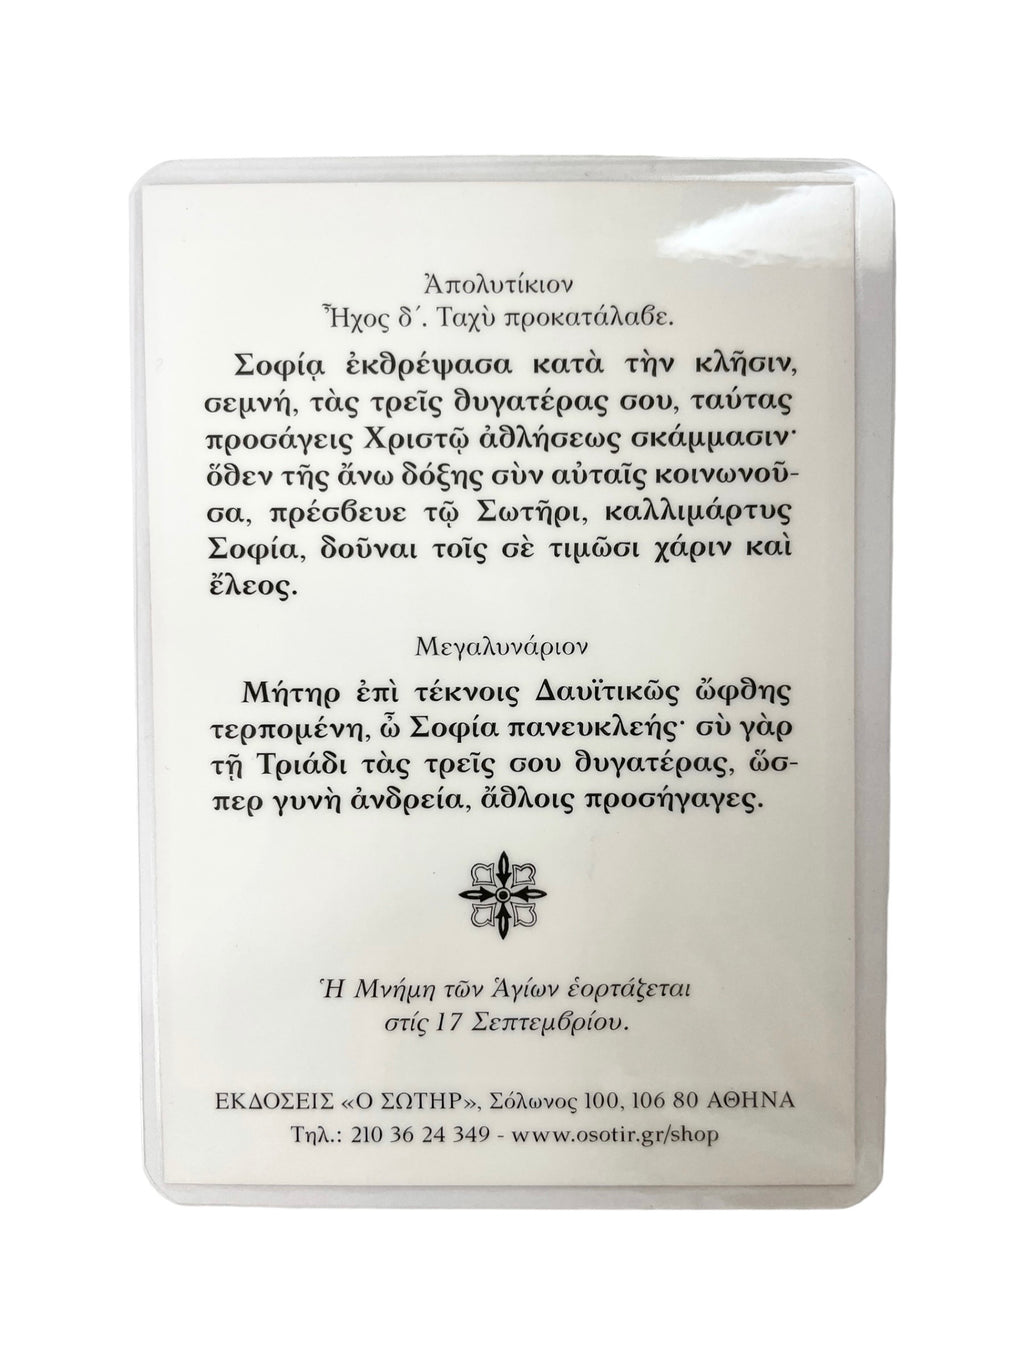 Ἀπολυτίκιον
Ἦχος δ΄. Ταχὺ προκατάλαβε.
Σοφίᾳ ἐκθρέψασα κατὰ τὴν κλῆσιν,
σεμνή, τὰς τρεῖς θυγατέρας σου, ταύτας
προσάγεις Χριστῷ ἀθλήσεως σκάμμασιν·
ὅθεν τῆς ἄνω δόξης σὺν αὐταῖς κοινωνοῦ-
σα, πρέσβευε τῷ Σωτῆρι, καλλιμάρτυς
Σοφία, δοῦναι τοῖς σὲ τιμῶσι χάριν καὶ
ἔλεος.
Μεγαλυνάριον
Μήτηρ ἐπὶ τέκνοις Δαυϊτικῶς ὤφθης
τερπομένη, ὦ Σοφία πανευκλεής· σὺ γὰρ
τῇ Τριάδι τὰς τρεῖς σου θυγατέρας, ὥσ-
περ γυνὴ ἀνδρεία, ἄθλοις προσήγαγες.
Ἡ Μνήμη τῶν Ἁγίων ἑορτάζεται
στίς 17 Σεπτεμβρίου.
ΕΚΔΟΣΕΙΣ «Ο ΣΩΤΗΡ», Σόλωνος 100, 106 80 ΑΘΗΝΑ
Τηλ.: 210 36 24 349 - www.osotir.gr/shop